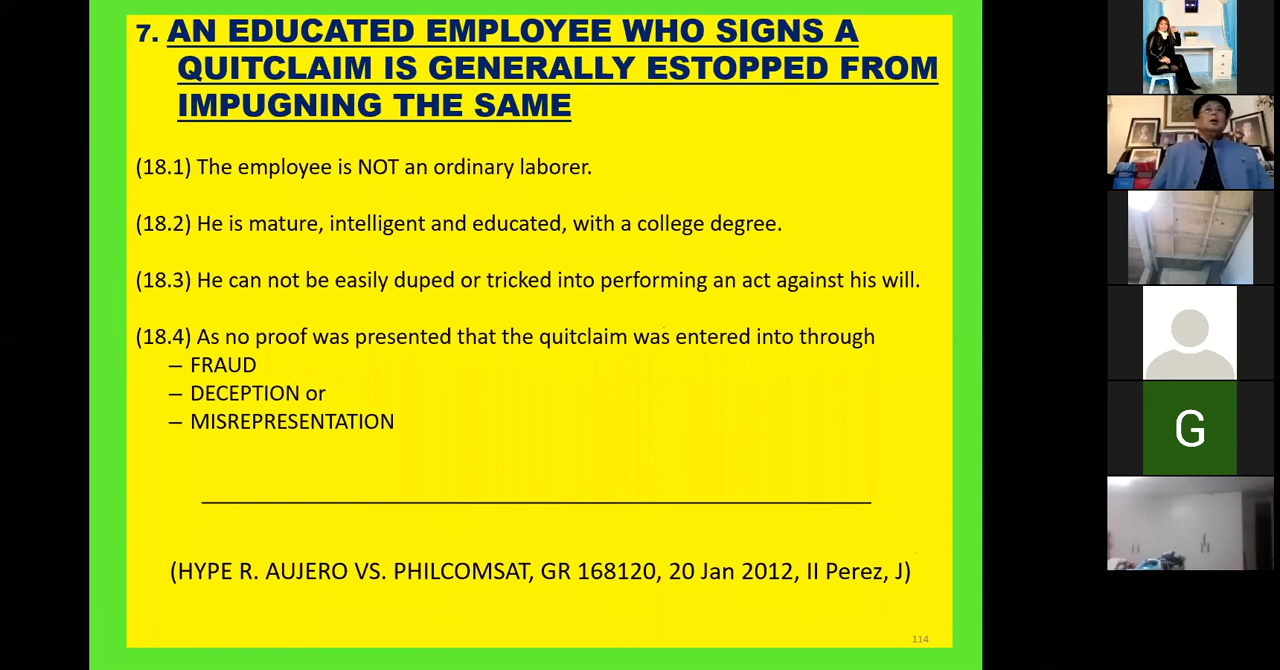 7. AN EDUCATED EMPLOYEE WHO SIGNS A
QUITCLAIM IS GENERALLY ESTOPPED FROM
IMPUGNING THE SAME
(18.1) The employee is NOT an ordinary laborer.
(18.2) He is mature, intelligent and educated, with a college degree.
(18.3) He can not be easily duped or tricked into performing an act against his will.
(18.4) As no proof was presented that the quitclaim was entered into through
– FRAUD
– DECEPTION or
– MISREPRESENTATION
(HYPE R. AUJERO VS. PHILCOMSAT, GR 168120, 20 Jan 2012, II Perez, J)
114
G